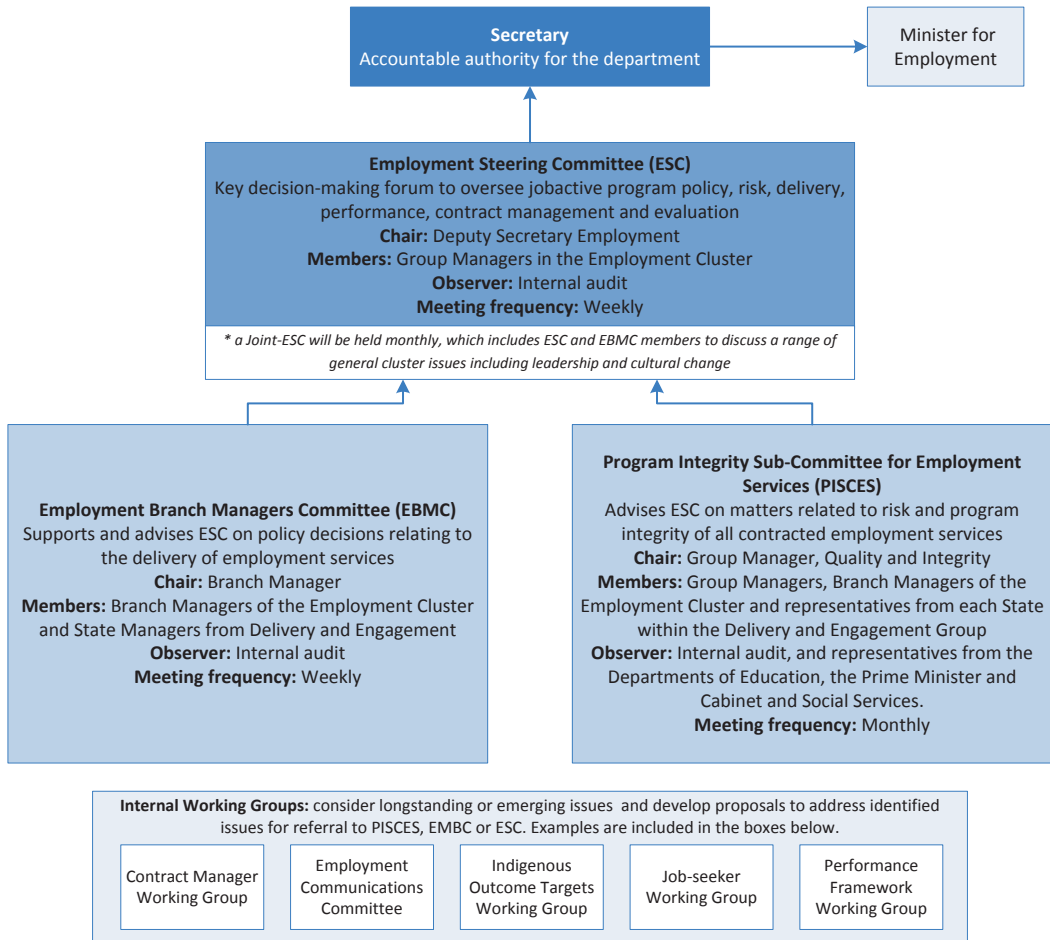 Secretary
Accountable authority for the department
Minister for
Employment
Employment Steering Committee (ESC)
Key decision-making forum to oversee jobactive program policy, risk, delivery,
performance, contract management and evaluation
Chair: Deputy Secretary Employment
Members: Group Managers in the Employment Cluster
Observer: Internal audit
Meeting frequency: Weekly
* a Joint-ESC will be held monthly, which includes ESC and EBMC members to discuss a range of
general cluster issues including leadership and cultural change
Employment Branch Managers Committee (EBMC)
Supports and advises ESC on policy decisions relating to
the delivery of employment services
Chair: Branch Manager
Members: Branch Managers of the Employment Cluster
and State Managers from Delivery and Engagement
Observer: Internal audit
Meeting frequency: Weekly
Program Integrity Sub-Committee for Employment
Services (PISCES)
Advises ESC on matters related to risk and program
integrity of all contracted employment services
Chair: Group Manager, Quality and Integrity
Members: Group Managers, Branch Managers of the
Employment Cluster and representatives from each State
within the Delivery and Engagement Group
Observer: Internal audit, and representatives from the
Departments of Education, the Prime Minister and
Cabinet and Social Services.
Meeting frequency: Monthly
Internal Working Groups: consider longstanding or emerging issues and develop proposals to address identified
issues for referral to PISCES, EMBC or ESC. Examples are included in the boxes below.
Contract Manager
Working Group
Employment
Communications
Committee
Indigenous
Outcome Targets
Working Group
Job-seeker
Working Group
Performance
Framework
Working Group